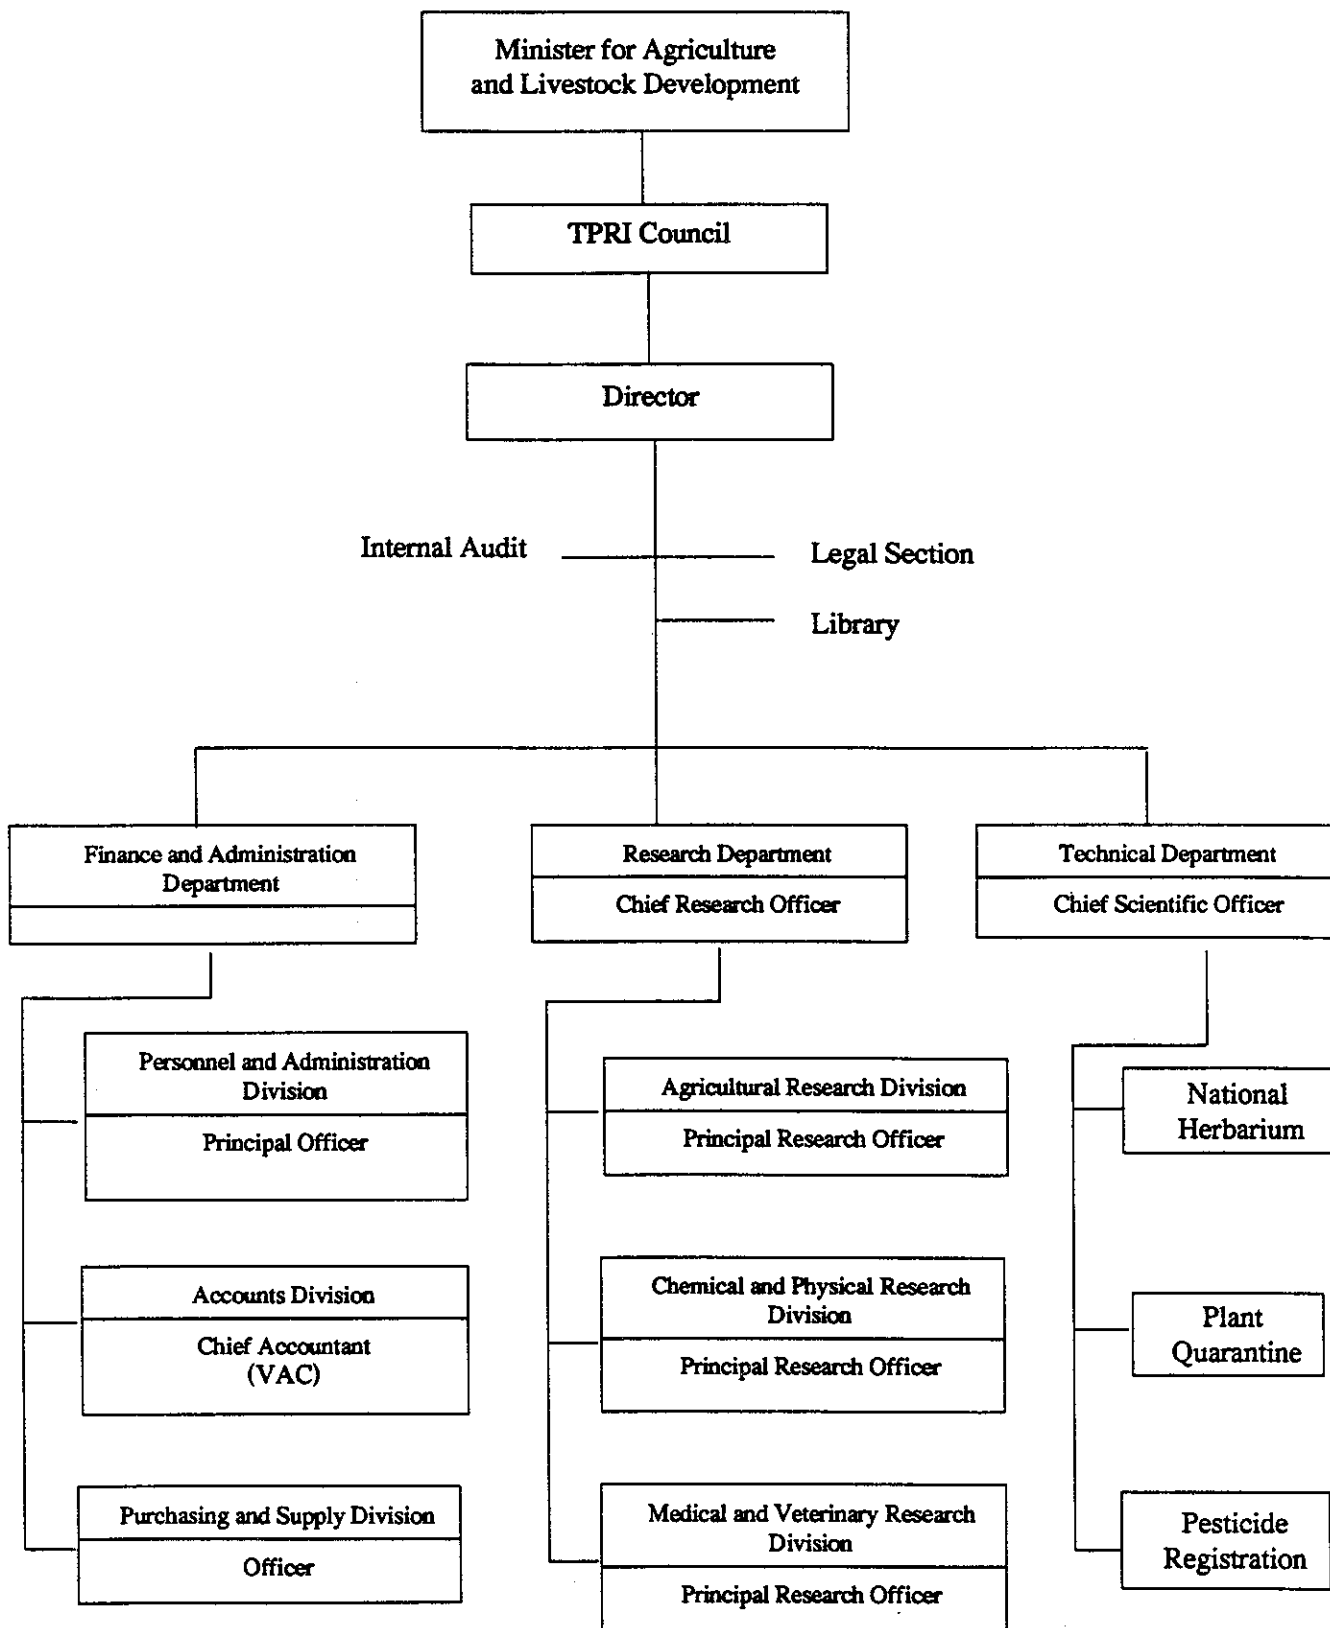 Minister for Agriculture
and Livestock Development
TPRI Council
Director
Internal Audit
Legal Section
Library
Finance and Administration
Department
Research Department
Chief Research Officer
Technical Department
Chief Scientific Officer
Personnel and Administration
Division
Principal Officer
Accounts Division
Chief Accountant
(VAC)
Purchasing and Supply Division
Officer
Agricultural Research Division
Principal Research Officer
Chemical and Physical Research
Division
Principal Research Officer
Medical and Veterinary Research
Division
Principal Research Officer
National
Herbarium
Plant
Quarantine
Pesticide
Registration